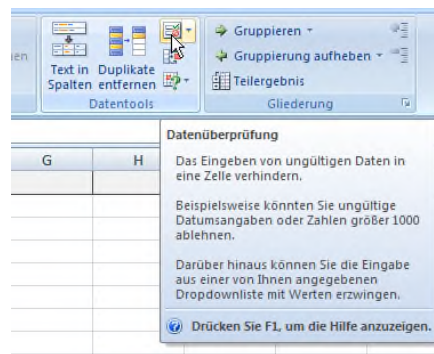 en
Text in Spalten
Duplikate entfernen
Datentools
Gruppieren
Gruppierung aufheben
Teilergebnis
Gliederung
G H
Datenüberprüfung
Das Eingeben von ungültigen Daten in
eine Zelle verhindern.
Beispielsweise könnten Sie ungültige
Datumsangaben oder Zahlen größer 1000
ablehnen.
Darüber hinaus können Sie die Eingabe
aus einer von Ihnen angegebenen
Dropdownliste mit Werten erzwingen.
Drücken Sie F1, um die Hilfe anzuzeigen.